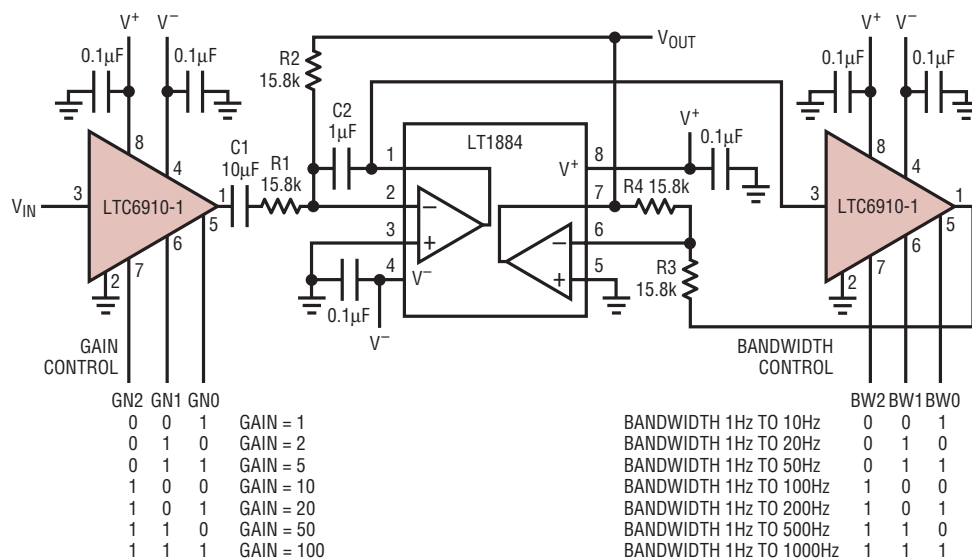 V+ V−
0.1µF 0.1µF
8
4
3
VIN
LTC6910-1
1
5
6
2 7
C1
10µF
R1
15.8k
R2
15.8k
C2
1µF
VOUT
LT1884
1
2
3
4
−
+
V−
0.1µF
V−
V+
8
7
6
5
−
+
V+
0.1µF
R4 15.8k
R3
15.8k
V+ V−
0.1µF 0.1µF
8
4
3
LTC6910-1
1
5
6
2 7
GAIN
CONTROL
GN2 GN1 GN0
0 0 1 GAIN = 1
0 1 0 GAIN = 2
0 1 1 GAIN = 5
1 0 0 GAIN = 10
1 0 1 GAIN = 20
1 1 0 GAIN = 50
1 1 1 GAIN = 100
BANDWIDTH
CONTROL
BW2 BW1 BW0
BANDWIDTH 1Hz TO 10Hz 0 0 1
BANDWIDTH 1Hz TO 20Hz 0 1 0
BANDWIDTH 1Hz TO 50Hz 0 1 1
BANDWIDTH 1Hz TO 100Hz 1 0 0
BANDWIDTH 1Hz TO 200Hz 1 0 1
BANDWIDTH 1Hz TO 500Hz 1 1 0
BANDWIDTH 1Hz TO 1000Hz 1 1 1